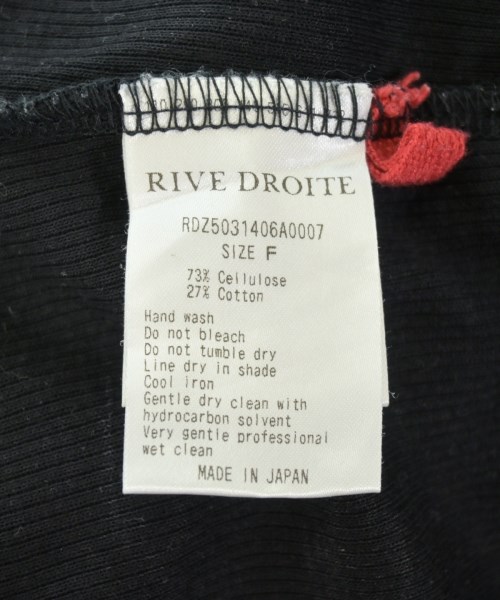 RIVE DROITE
RDZ5031406A0007
SIZE F
73% Cellulose
27% Cotton
Hand wash
Do not bleach
Do not tumble dry
Line dry in shade
Cool iron
Gentle dry clean with
hydrocarbon solvent
Very gentle professional
wet clean
MADE IN JAPAN